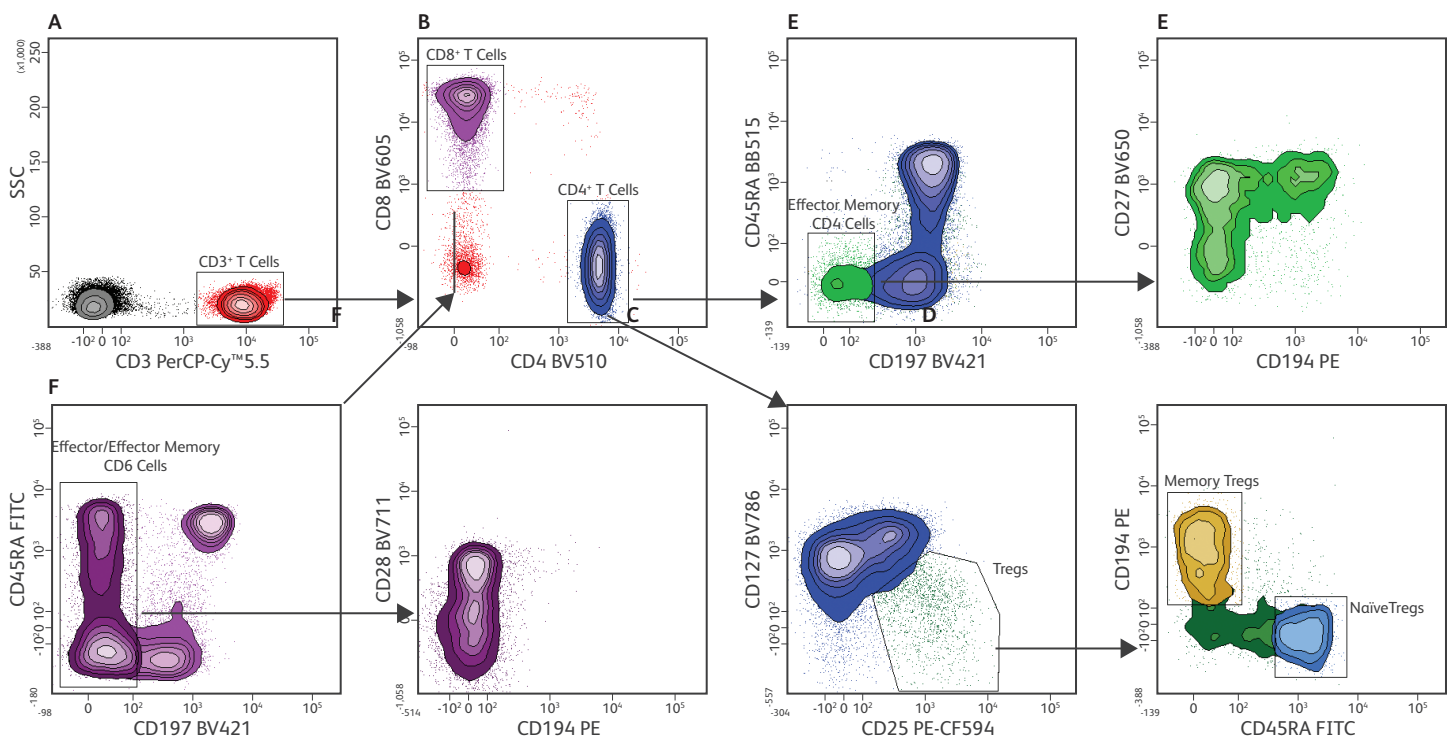 A
(x1,000)
250
200
150
100
50
SSC
CD3⁺ T Cells
-388
-10² 0 10² 10³ 10⁴ 10⁵
CD3 PerCP-Cy™5.5
F
B
10⁵
10⁴
10³
0
-1,058
CD8 BV605
CD8⁺ T Cells
CD4⁺ T Cells
-98
0 10² 10³ 10⁴ 10⁵
CD4 BV510
C
E
10⁵
10⁴
10³
10²
0
-139
CD45RA BB515
Effector Memory
CD4 Cells
-139
0 10² 10³ 10⁴ 10⁵
CD197 BV421
D
E
10⁵
10⁴
10³
0
-1,058
CD27 BV650
-388
-10² 0 10² 10³ 10⁴ 10⁵
CD194 PE
F
10⁵
10⁴
10³
10²
0
-10²
-180
CD45RA FITC
Effector/Effector Memory
CD6 Cells
-98
0 10² 10³ 10⁴ 10⁵
CD197 BV421
10⁵
10⁴
10³
0
-1,058
CD28 BV711
-514
-10² 0 10² 10³ 10⁴ 10⁵
CD194 PE
10⁵
10⁴
10³
10²
0
-10²
-557
CD127 BV786
Tregs
-304
-10² 0 10² 10³ 10⁴ 10⁵
CD25 PE-CF594
10⁵
10⁴
10³
10²
0
-10²
-388
CD194 PE
Memory Tregs
NaïveTregs
-139
0 10² 10³ 10⁴ 10⁵
CD45RA FITC